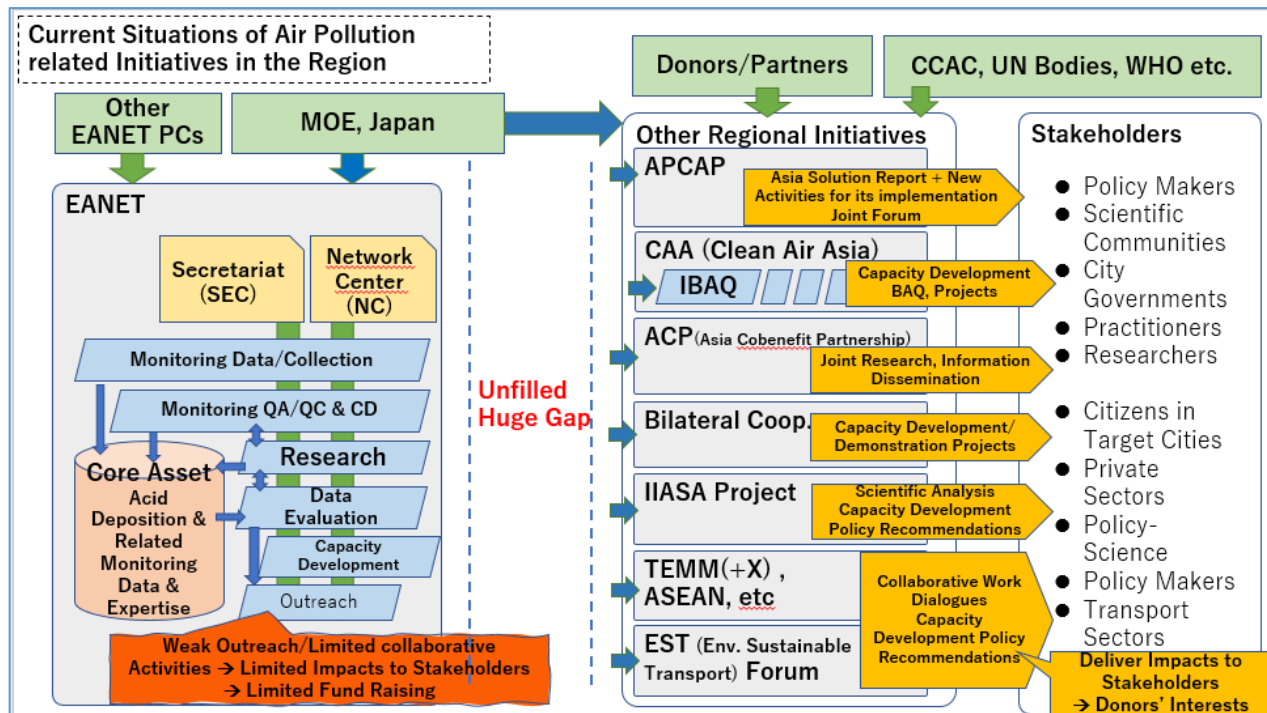 Current Situations of Air Pollution
related Initiatives in the Region
Other
EANET PCs
MOE, Japan
Donors/Partners
CCAC, UN Bodies, WHO etc.
EANET
Secretariat
(SEC)
Network
Center
(NC)
Monitoring Data/Collection
Monitoring QA/QC & CD
Research
Data
Evaluation
Capacity
Development
Outreach
Core Asset
Acid
Deposition &
Related
Monitoring
Data &
Expertise
Weak Outreach/Limited collaborative
Activities → Limited Impacts to Stakeholders
→ Limited Fund Raising
Unfilled
Huge Gap
Other Regional Initiatives
APCAP
Asia Solution Report + New
Activities for its implementation
Joint Forum
CAA (Clean Air Asia)
IBAQ
Capacity Development
BAQ, Projects
ACP(Asia Cobenefit Partnership)
Joint Research, Information
Dissemination
Bilateral Coop.
Capacity Development/
Demonstration Projects
IIASA Project
Scientific Analysis
Capacity Development
Policy Recommendations
TEMM(+X) ,
ASEAN, etc
EST (Env. Sustainable
Transport) Forum
Collaborative Work
Dialogues
Capacity
Development Policy
Recommendations
Stakeholders
● Policy Makers
● Scientific
Communities
● City
Governments
● Practitioners
● Researchers
● Citizens in
Target Cities
● Private
Sectors
● Policy-
Science
● Policy Makers
● Transport
Sectors
Deliver Impacts to
Stakeholders
→ Donors' Interests